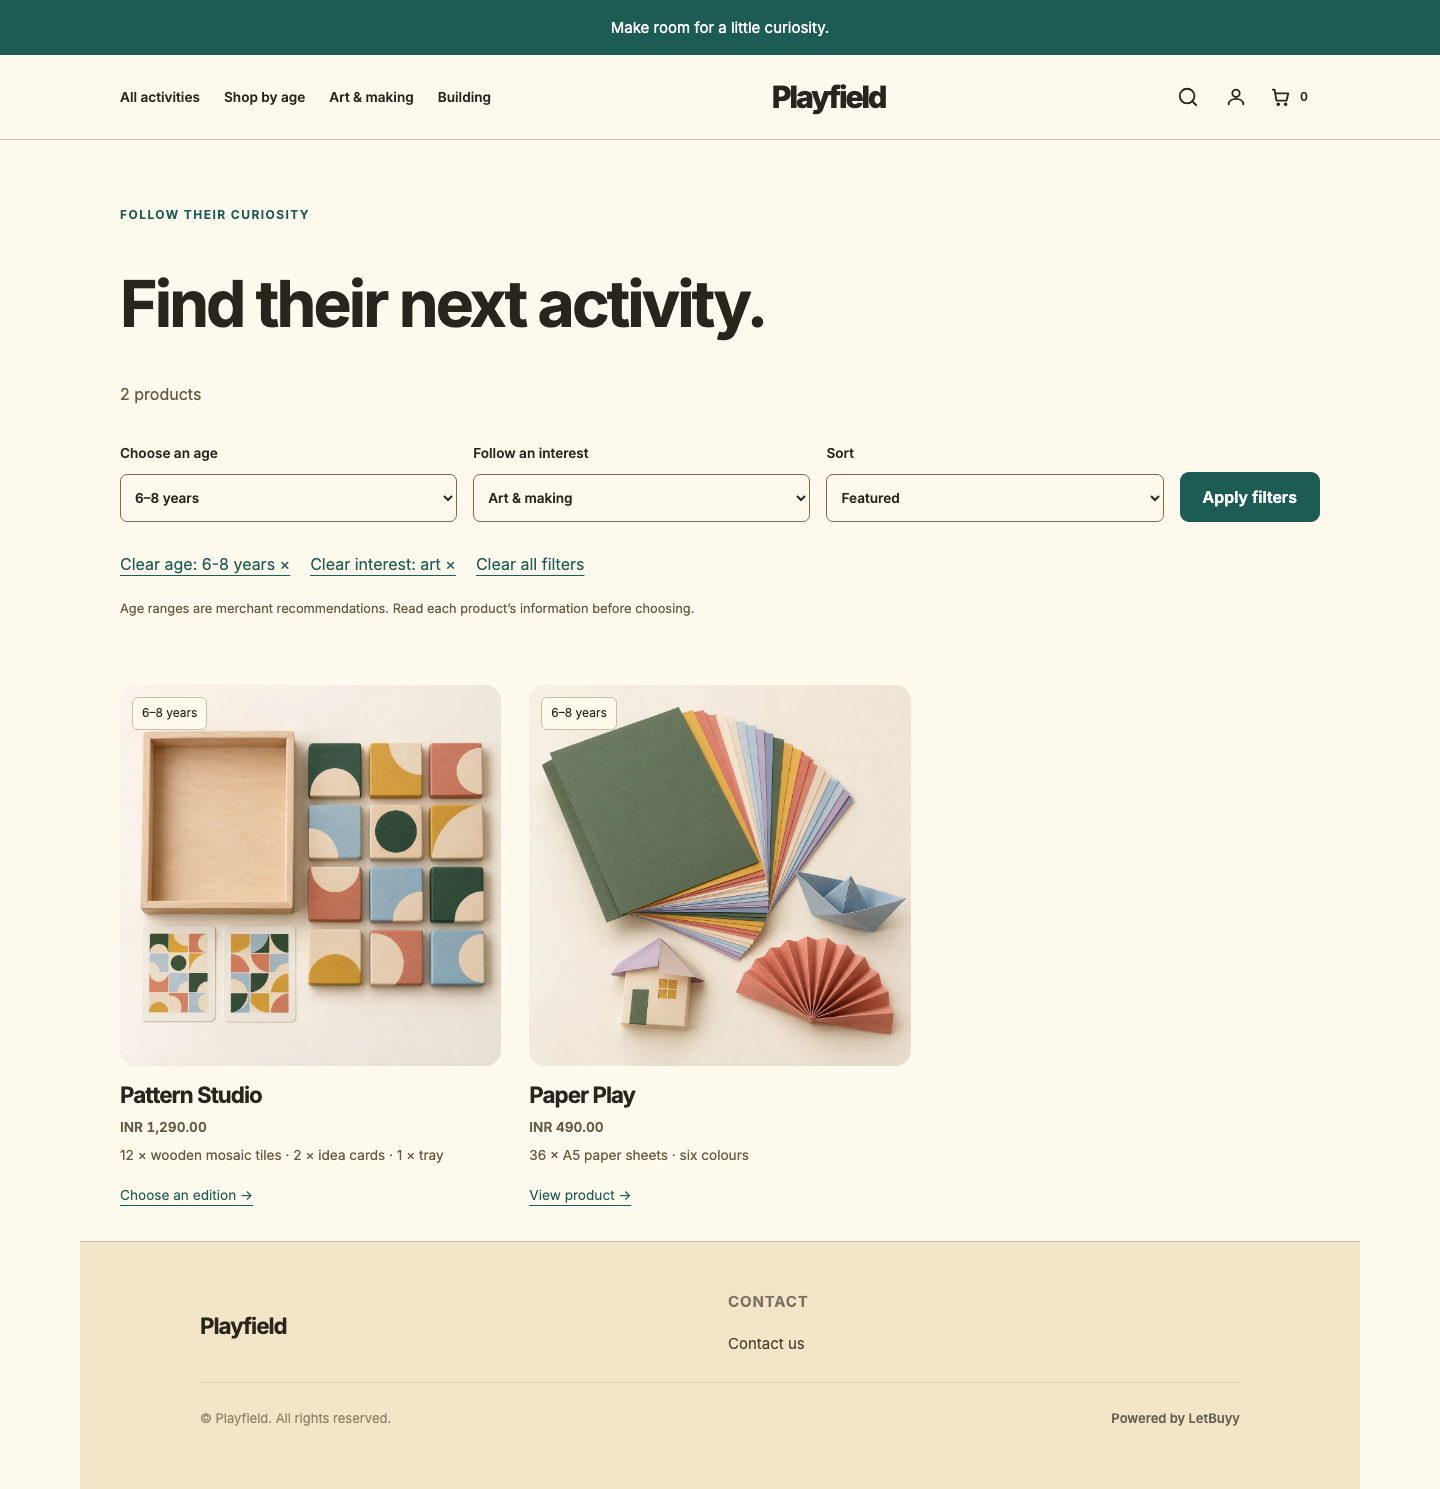 Make room for a little curiosity.
All activities
Shop by age
Art & making
Building
Playfield
0
FOLLOW THEIR CURIOSITY
Find their next activity.
2 products
Choose an age
Follow an interest
Sort
6–8 years
Art & making
Featured
Apply filters
Clear age: 6-8 years ×
Clear interest: art ×
Clear all filters
Age ranges are merchant recommendations. Read each product’s information before choosing.
6–8 years
6–8 years
Pattern Studio
INR 1,290.00
12 × wooden mosaic tiles · 2 × idea cards · 1 × tray
Choose an edition →
Paper Play
INR 490.00
36 × A5 paper sheets · six colours
View product →
Playfield
CONTACT
Contact us
© Playfield. All rights reserved.
Powered by LetBuyy